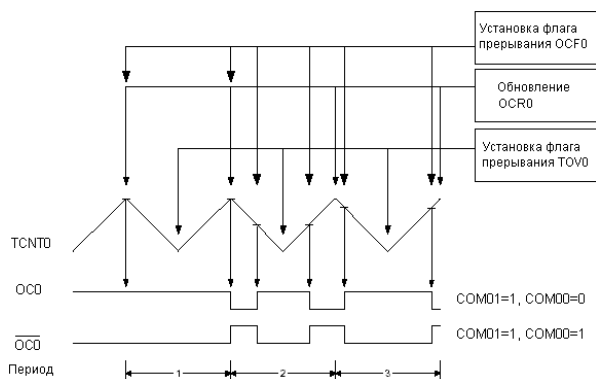 Установка флага
прерывания OCF0
Обновление
OCR0
Установка флага
прерывания TOV0
TCNT0
OC0
COM01=1, COM00=0
OC0
COM01=1, COM00=1
Период
1
2
3